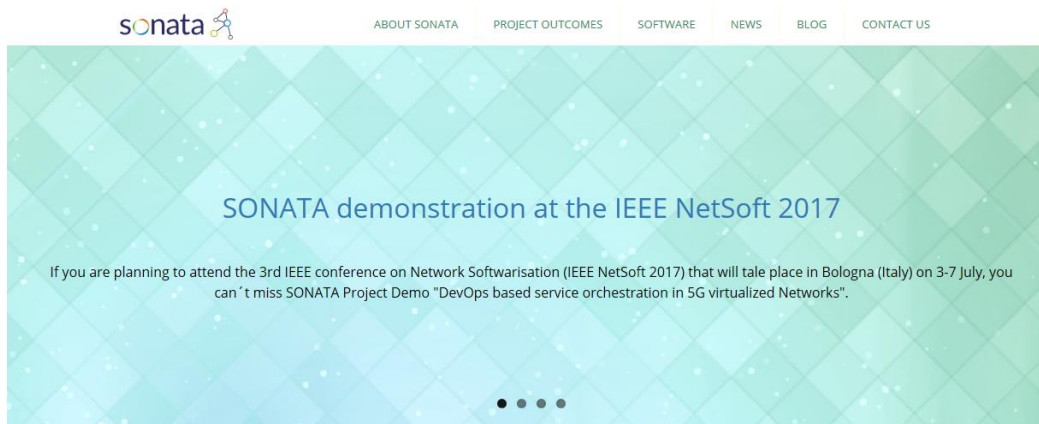 sonata
ABOUT SONATA PROJECT OUTCOMES SOFTWARE NEWS BLOG CONTACT US
SONATA demonstration at the IEEE NetSoft 2017
If you are planning to attend the 3rd IEEE conference on Network Softwarisation (IEEE NetSoft 2017) that will tale place in Bologna (Italy) on 3-7 July, you
can´t miss SONATA Project Demo "DevOps based service orchestration in 5G virtualized Networks".